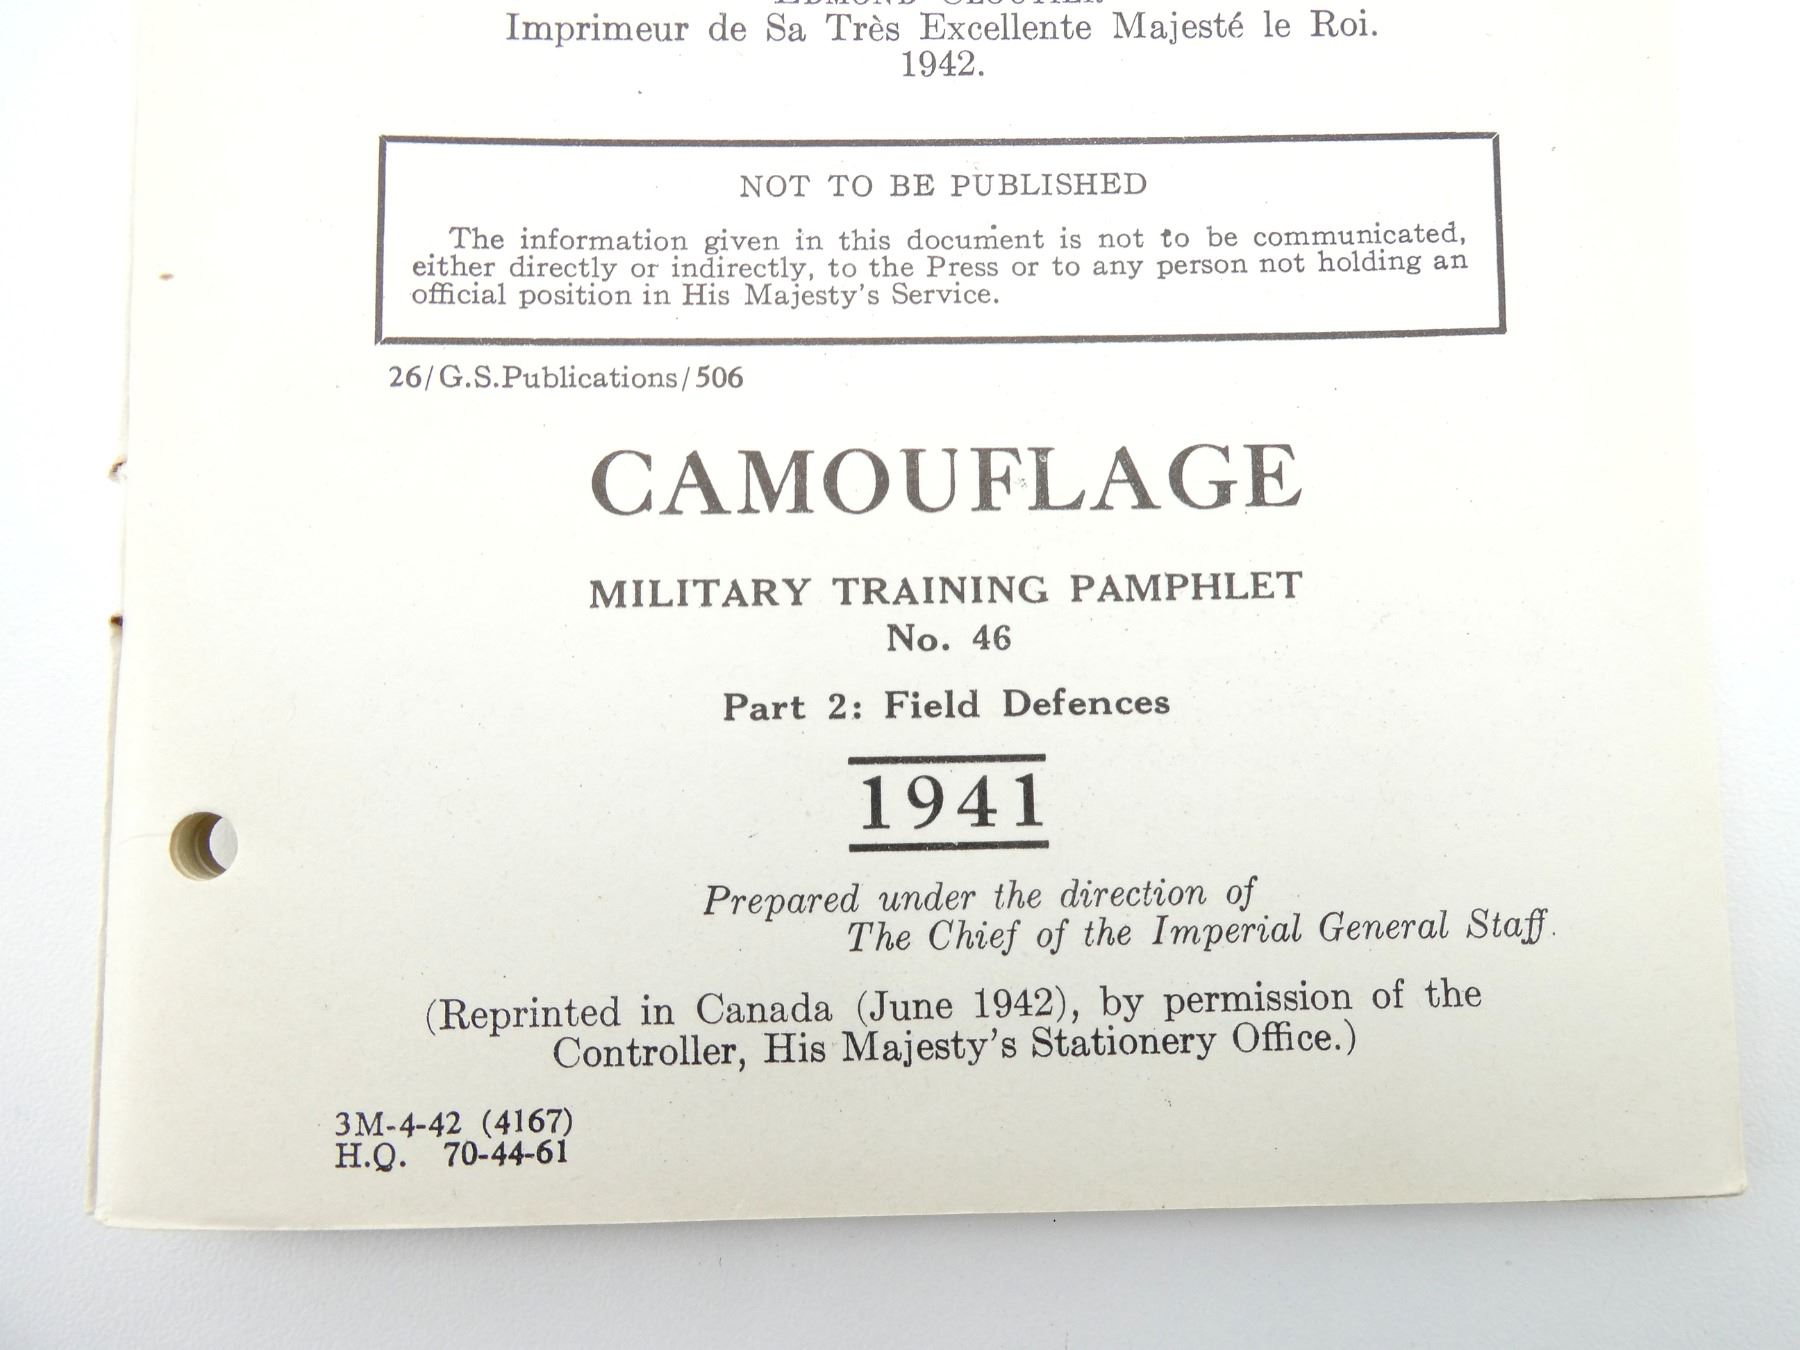 EDMOND CLOUTIER
Imprimeur de Sa Très Excellente Majesté le Roi.
1942.
NOT TO BE PUBLISHED
The information given in this document is not to be communicated,
either directly or indirectly, to the Press or to any person not holding an
official position in His Majesty's Service.
26/G.S.Publications/506
CAMOUFLAGE
MILITARY TRAINING PAMPHLET
No. 46
Part 2: Field Defences
1941
Prepared under the direction of
The Chief of the Imperial General Staff.
(Reprinted in Canada (June 1942), by permission of the
Controller, His Majesty's Stationery Office.)
3M-4-42 (4167)
H.Q. 70-44-61